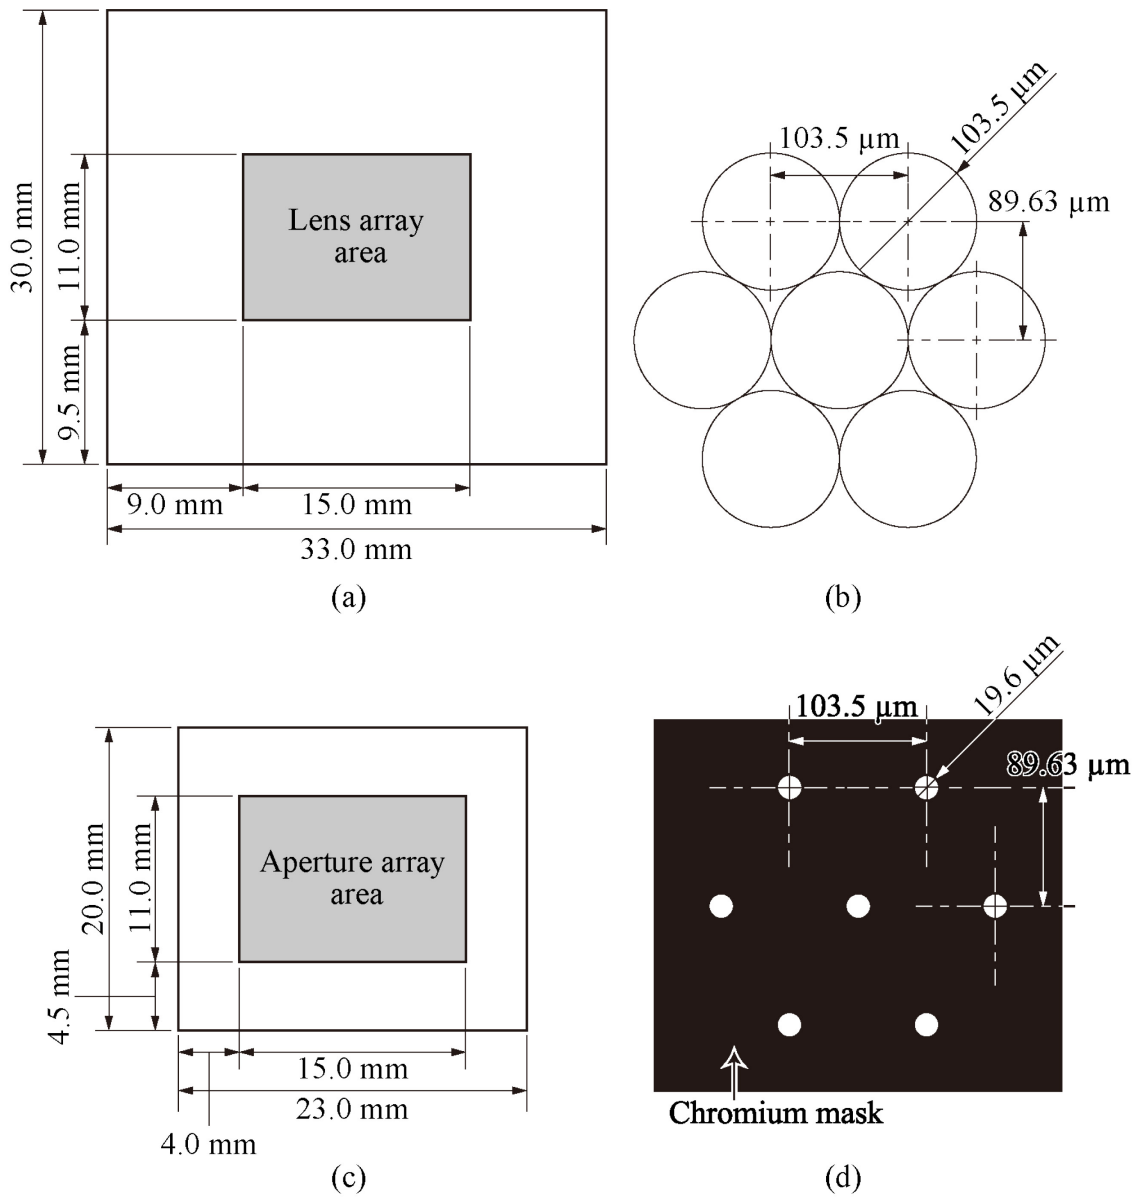 30.0 mm
11.0 mm
9.5 mm
Lens array
area
9.0 mm
15.0 mm
33.0 mm
(a)
103.5 µm
103.5 µm
89.63 µm
(b)
20.0 mm
11.0 mm
4.5 mm
Aperture array
area
15.0 mm
23.0 mm
4.0 mm
(c)
103.5 µm
19.6 µm
89.63 µm
Chromium mask
(d)